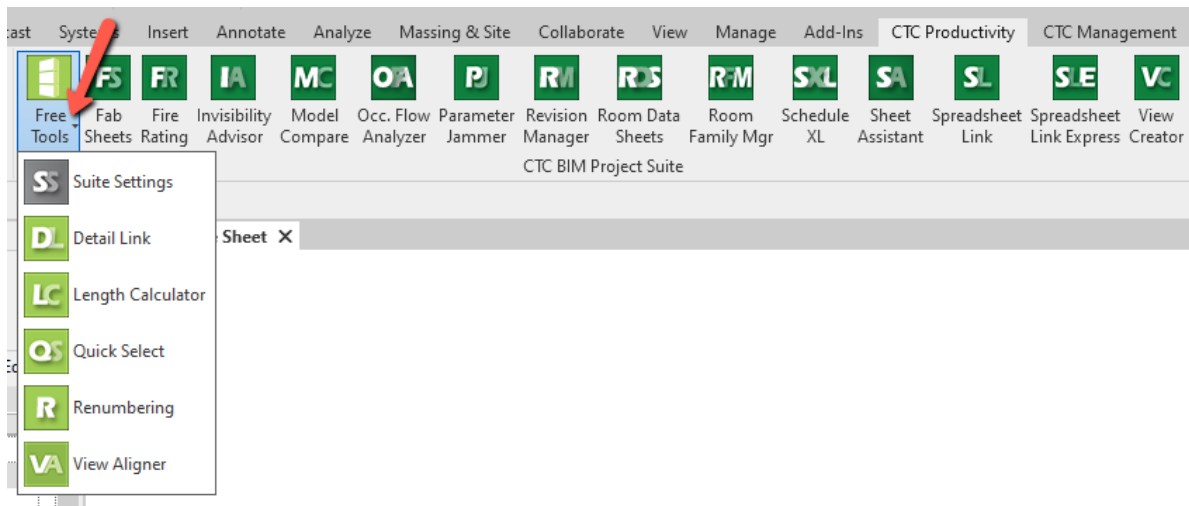 Insert Annotate Analyze Massing & Site Collaborate View Manage Add-Ins CTC Productivity CTC Management
FS FR IA MC OFA PJ RM RDS RFM SXL SA SL SLE VC
Free Fab Fire Invisibility Model Occ. Flow Parameter Revision Room Data Room Schedule Sheet Spreadsheet Spreadsheet View
Tools Sheets Rating Advisor Compare Analyzer Jammer Manager Sheets Family Mgr XL Assistant Link Link Express Creator
CTC BIM Project Suite
SS Suite Settings
DL Detail Link
Sheet X
LC Length Calculator
QS Quick Select
R Renumbering
VA View Aligner